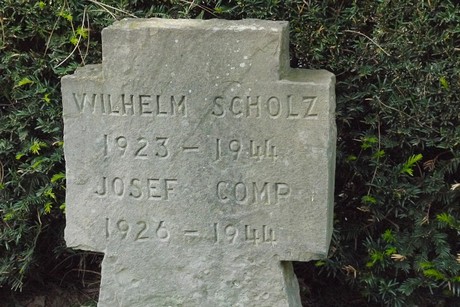 WILHELM SCHOLZ
1923 – 1944
JOSEF COMP
1926 – 1944